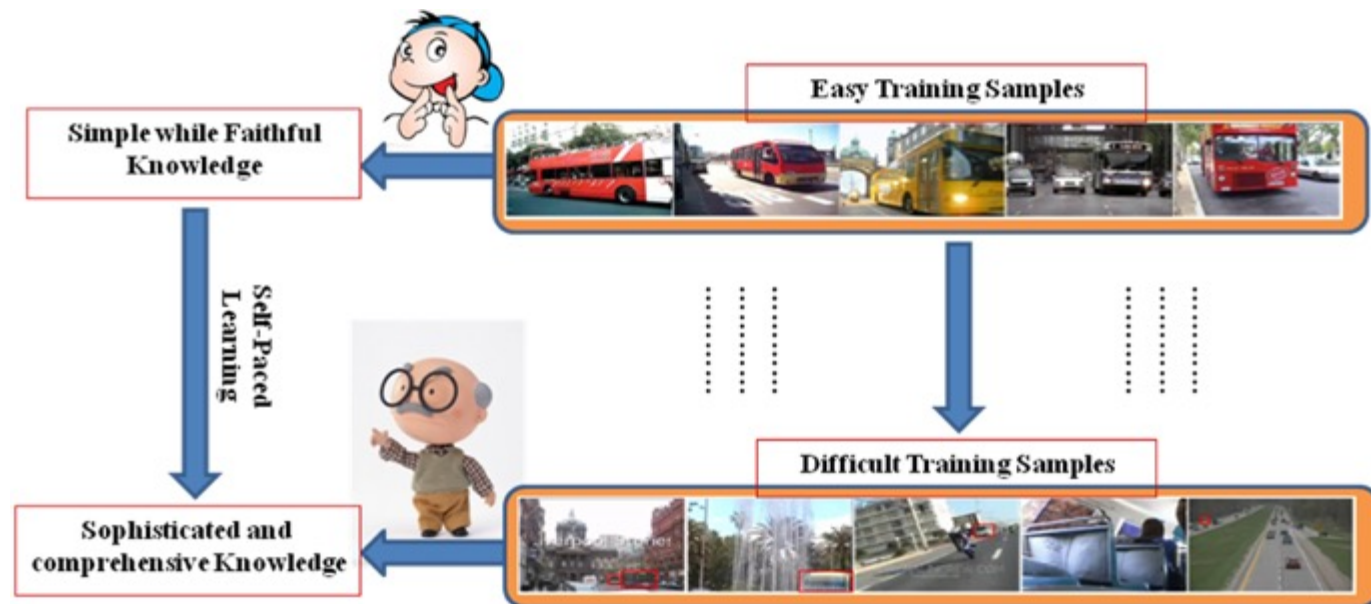 Easy Training Samples
Simple while Faithful
Knowledge
Self-Paced
Learning
Difficult Training Samples
Sophisticated and
comprehensive Knowledge